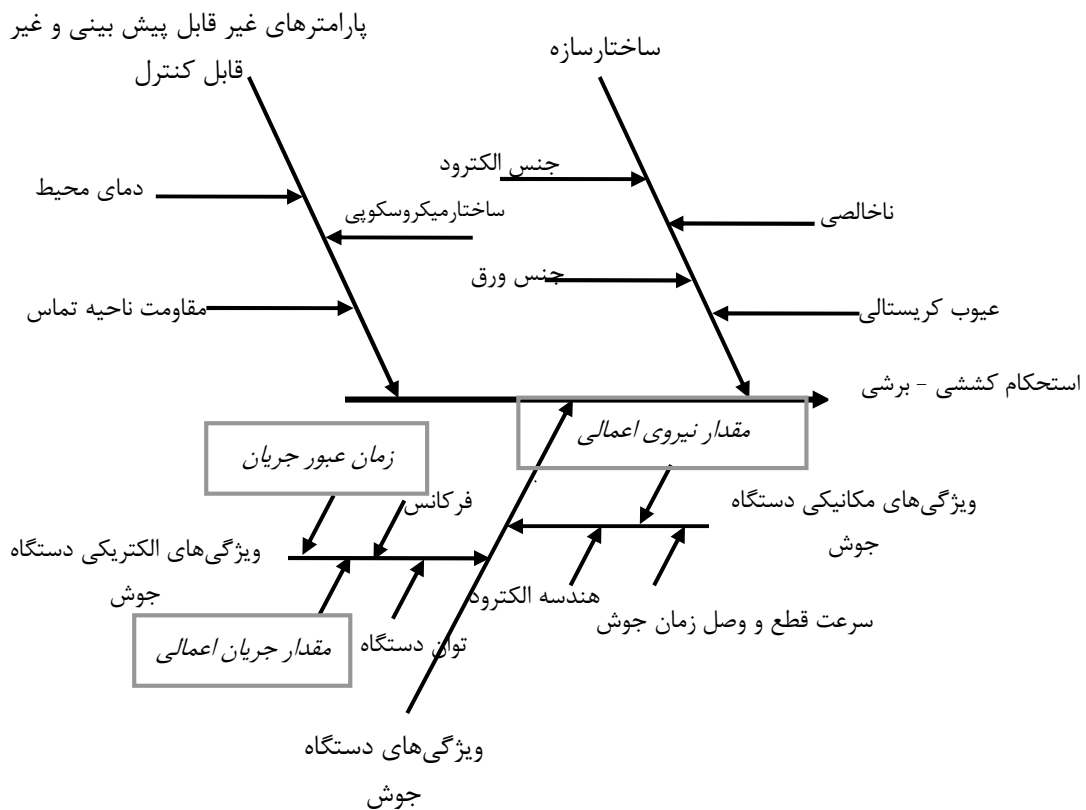 پارامترهای غیر قابل پیش بینی و غیر
قابل کنترل
ساختارسازه
جنس الکترود
دمای محیط
ساختارمیکروسکوپی
ناخالصی
جنس ورق
مقاومت ناحیه تماس
عیوب کریستالی
استحکام کششی - برشی
مقدار نیروی اعمالی
زمان عبور جریان
فرکانس
ویژگی‌های مکانیکی دستگاه
جوش
ویژگی‌های الکتریکی دستگاه
جوش
هندسه الکترود
سرعت قطع و وصل زمان جوش
توان دستگاه
مقدار جریان اعمالی
ویژگی‌های دستگاه
جوش